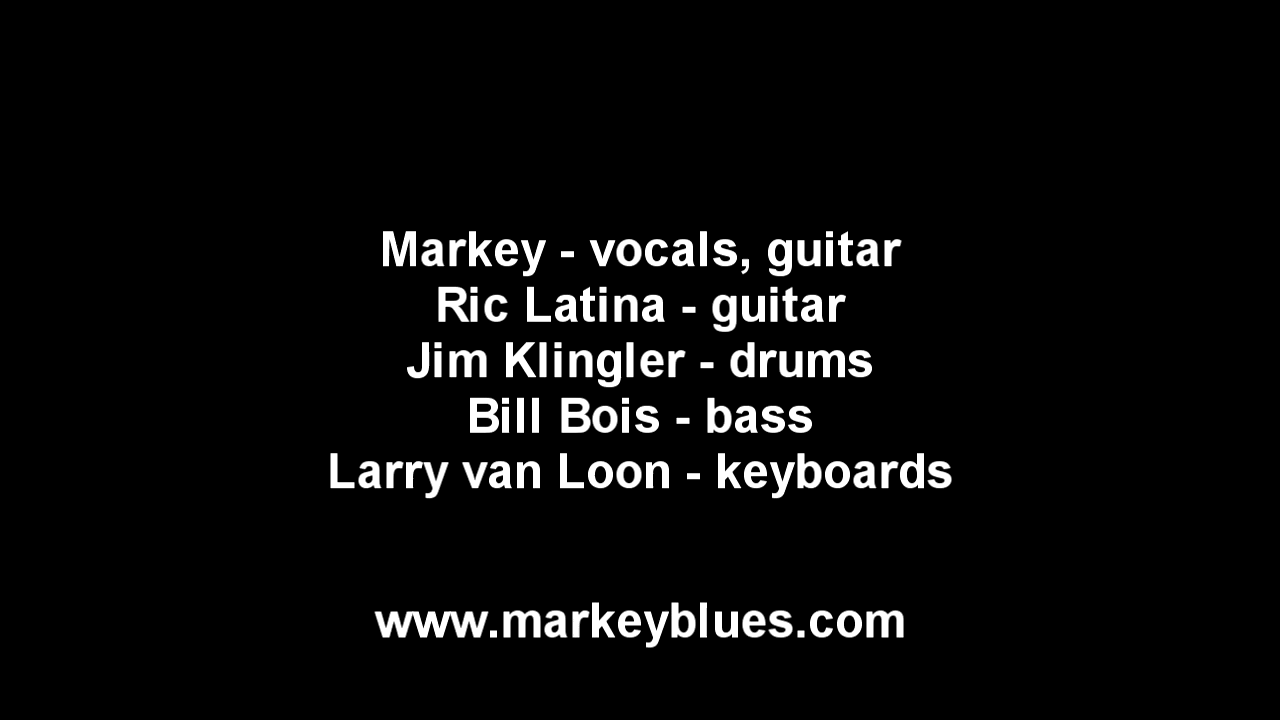 Markey - vocals, guitar
Ric Latina - guitar
Jim Klingler - drums
Bill Bois - bass
Larry van Loon - keyboards
www.markeyblues.com